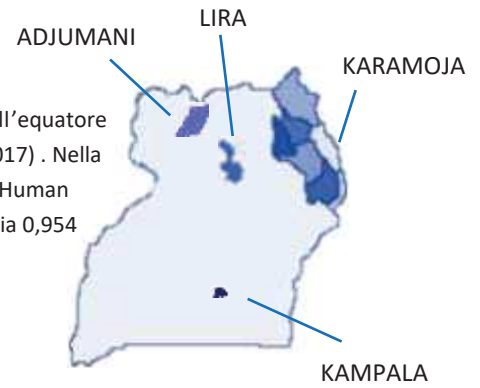 LIRA
ADJUMANI
KARAMOJA
ll'equatore
017) . Nella
Human
ia 0,954
KAMPALA